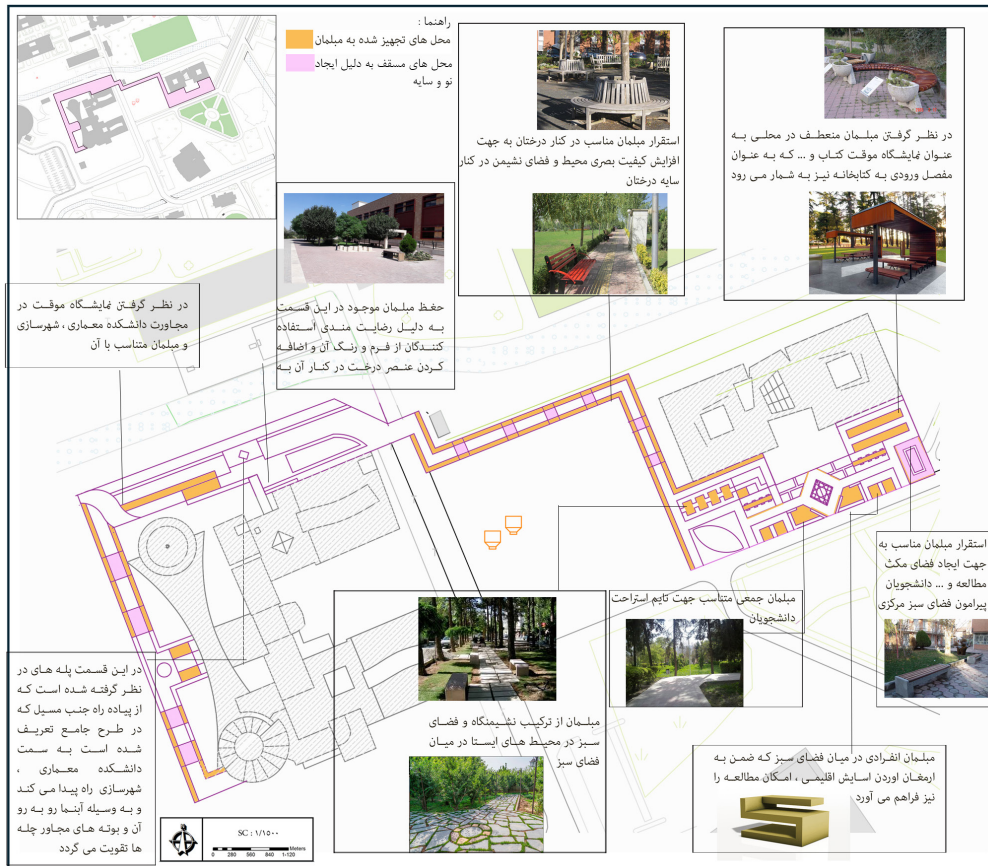 راهنما :
محل های تجهیز شده به مبلمان
محل های مسقف به دلیل ایجاد
نو و سایه
استقرار مبلمان مناسب در کنار درختان به جهت
افزایش کیفیت بصری محیط و فضای نشیمن در کنار
سایه درختان
در نظر گرفتن مبلمان منعطف در محلی به
عنوان نمایشگاه موقت کتاب و ... که به عنوان
مفصل ورودی به کتابخانه نیز به شمار می رود
حفظ مبلمان موجود در این قسمت
به دلیل رضایت مندی استفاده
کنندگان از فرم و رنگ آن و اضافه
کردن عنصر درخت در کنار آن به
در نظر گرفتن نمایشگاه موقت در
مجاورت دانشکده معماری ، شهرسازی
و مبلمان متناسب با آن
استقرار مبلمان مناسب به
جهت ایجاد فضای مکث
مطالعه و ... دانشجویان
پیرامون فضای سبز مرکزی
مبلمان جمعی متناسب جهت تایم استراحت
دانشجویان
مبلمان از ترکیب نشیمنگاه و فضای
سبز در محیط های ایستا در میان
فضای سبز
در این قسمت پله های در
نظر گرفته شده است که
از پیاده راه جنب مسیل که
در طرح جامع تعریف
شده است به سمت
دانشکده معماری ،
شهرسازی راه پیدا می کند
و به وسیله آبنما رو به رو
آن و بوته های مجاور چله
ها تقویت می گردد
مبلمان انفرادی در میان فضای سبز که ضمن به
ارمغان اوردن اسایش اقلیمی ، امکان مطالعه را
نیز فراهم می آورد
SC : ۱/۱۵۰۰
Meters
0 280 560 840 1-120